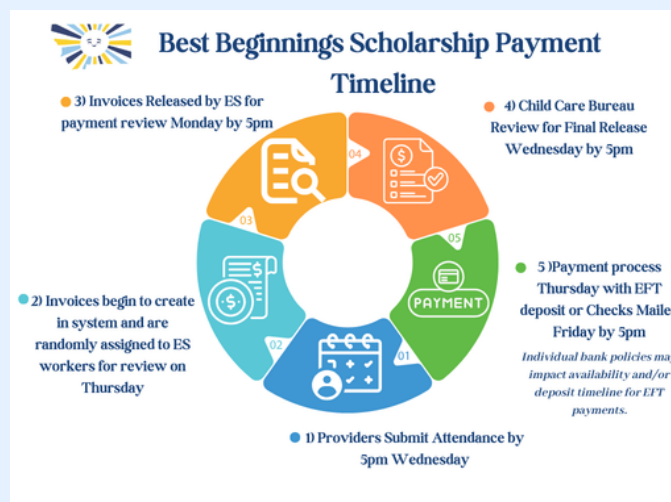 Best Beginnings Scholarship Payment
Timeline
3) Invoices Released by ES for
payment review Monday by 5pm
4) Child Care Bureau
Review for Final Release
Wednesday by 5pm
04
03
05
PAYMENT
5 )Payment process
Thursday with EFT
deposit or Checks Maile
Friday by 5pm
Individual bank policies ma
impact availability and/or
deposit timeline for EFT
payments.
2) Invoices begin to create
in system and are
randomly assigned to ES
workers for review on
Thursday
02
01
1) Providers Submit Attendance by
5pm Wednesday